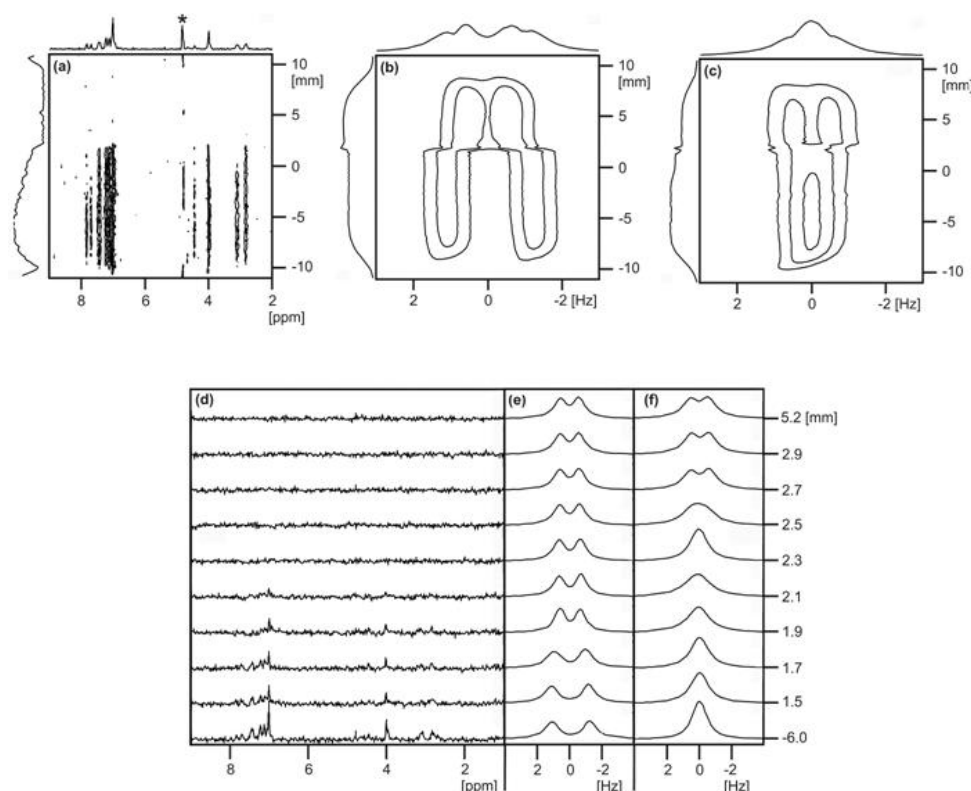 *
(a)
10
[mm]
5
0
-5
-10
8 6 4 2
[ppm]
(b)
10
[mm]
5
0
-5
-10
2 0 -2 [Hz]
(c)
10
[mm]
5
0
-5
-10
2 0 -2 [Hz]
(d) (e) (f)
5.2 [mm]
2.9
2.7
2.5
2.3
2.1
1.9
1.7
1.5
-6.0
8 6 4 2 2 0 -2 2 0 -2
[ppm] [Hz] [Hz]